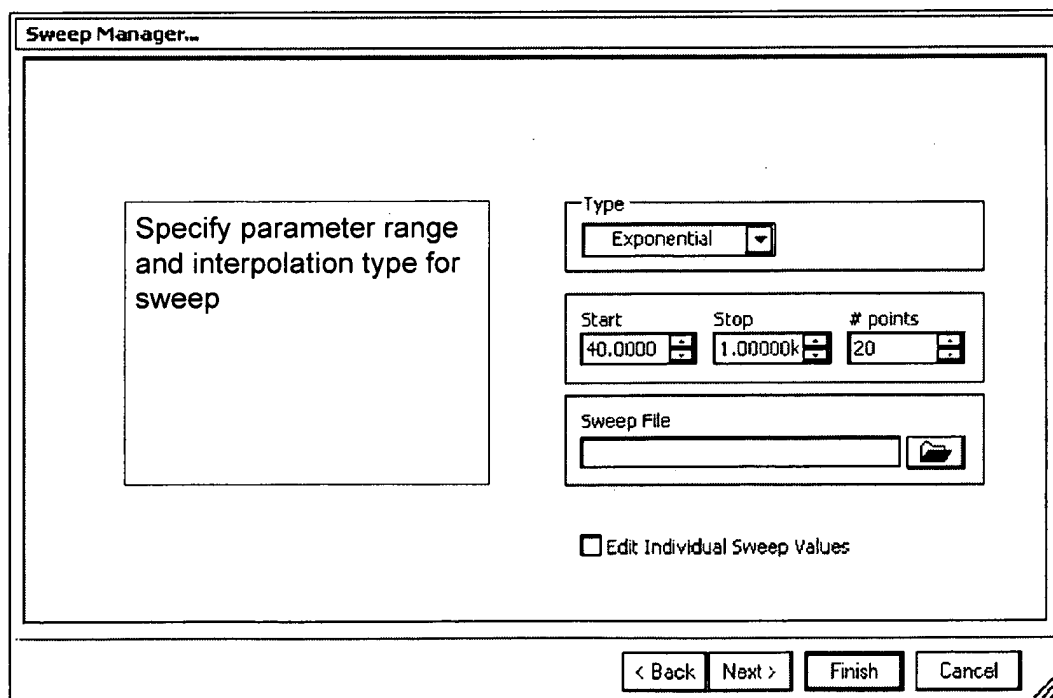 Sweep Manager...
Specify parameter range
and interpolation type for
sweep
Type
Exponential
Start Stop # points
40.0000 1.00000k 20
Sweep File
Edit Individual Sweep Values
< Back Next > Finish Cancel